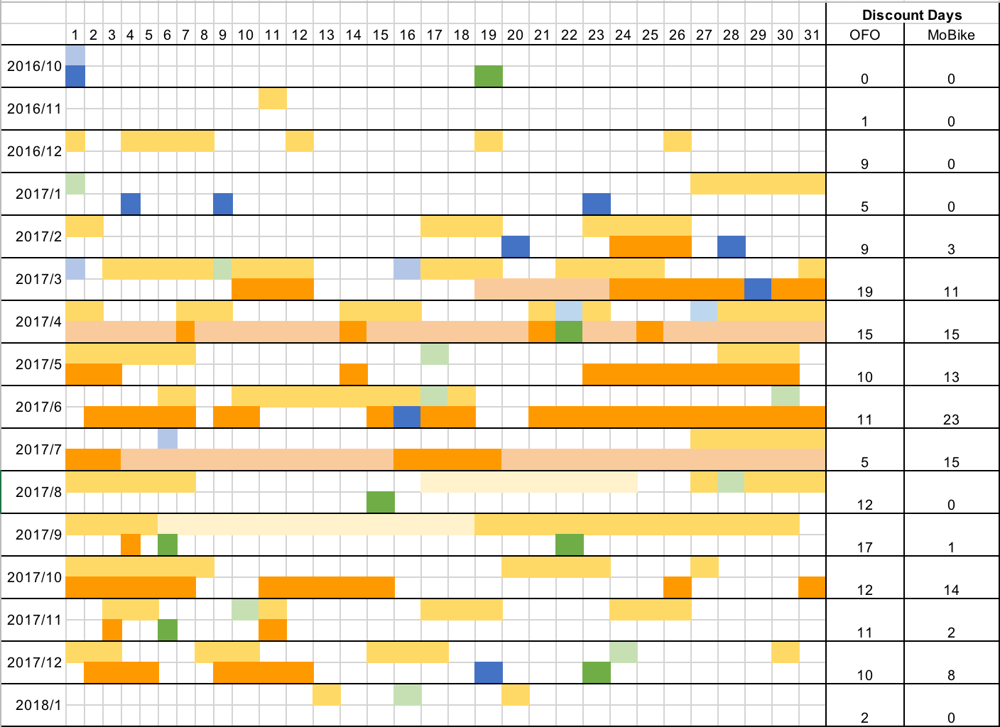 Discount Days
1 2 3 4 5 6 7 8 9 10 11 12 13 14 15 16 17 18 19 20 21 22 23 24 25 26 27 28 29 30 31 OFO MoBike
2016/10 0 0
2016/11 1 0
2016/12 9 0
2017/1 5 0
2017/2 9 3
2017/3 19 11
2017/4 15 15
2017/5 10 13
2017/6 11 23
2017/7 5 15
2017/8 12 0
2017/9 17 1
2017/10 12 14
2017/11 11 2
2017/12 10 8
2018/1 2 0